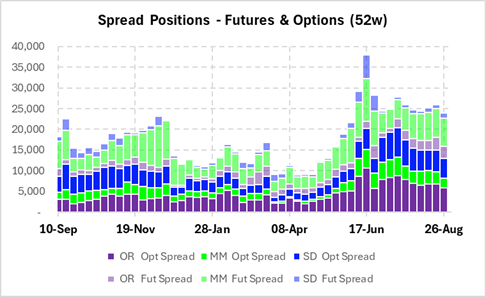 Spread Positions - Futures & Options (52w)
40,000
35,000
30,000
25,000
20,000
15,000
10,000
5,000
-
10-Sep 19-Nov 28-Jan 08-Apr 17-Jun 26-Aug
OR Opt Spread MM Opt Spread SD Opt Spread
OR Fut Spread MM Fut Spread SD Fut Spread